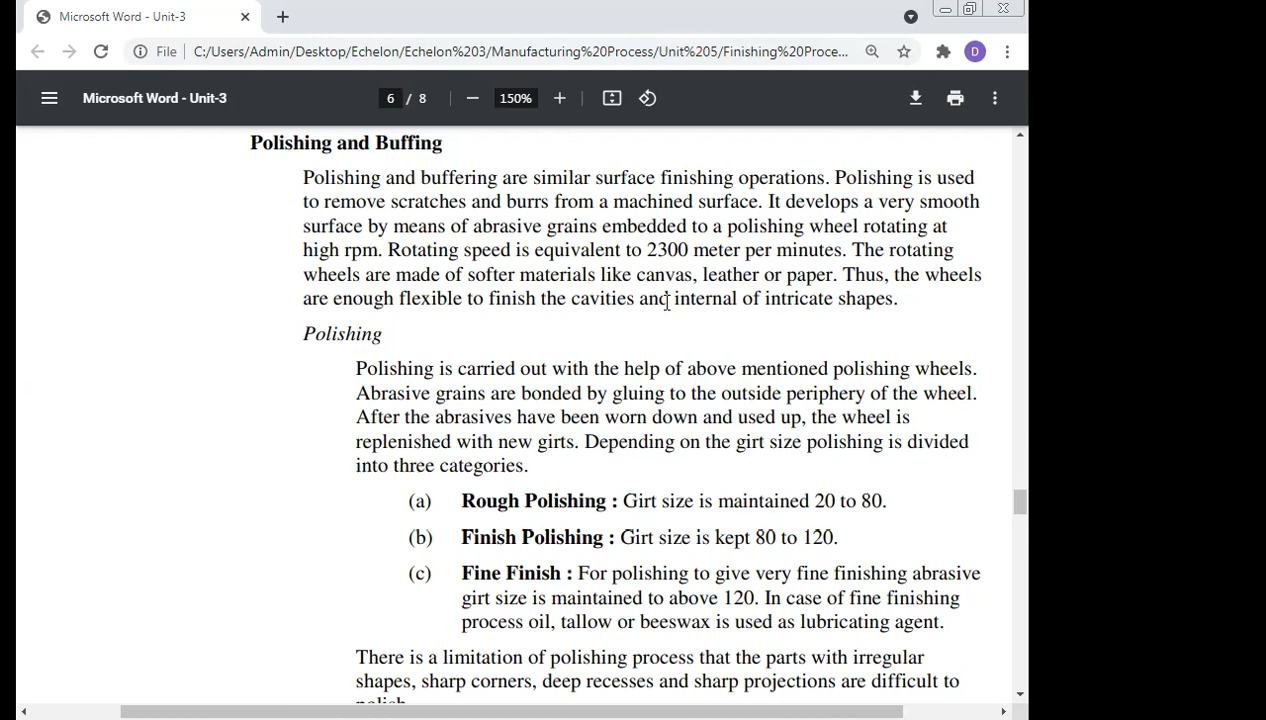 Microsoft Word - Unit-3
File C:/Users/Admin/Desktop/Echelon/Echelon%203/Manufacturing%20Process/Unit%205/Finishing%20Proce... D
Microsoft Word - Unit-3 6 / 8 150%
Polishing and Buffing
Polishing and buffering are similar surface finishing operations. Polishing is used
to remove scratches and burrs from a machined surface. It develops a very smooth
surface by means of abrasive grains embedded to a polishing wheel rotating at
high rpm. Rotating speed is equivalent to 2300 meter per minutes. The rotating
wheels are made of softer materials like canvas, leather or paper. Thus, the wheels
are enough flexible to finish the cavities and internal of intricate shapes.
Polishing
Polishing is carried out with the help of above mentioned polishing wheels.
Abrasive grains are bonded by gluing to the outside periphery of the wheel.
After the abrasives have been worn down and used up, the wheel is
replenished with new girts. Depending on the girt size polishing is divided
into three categories.
(a) Rough Polishing : Girt size is maintained 20 to 80.
(b) Finish Polishing : Girt size is kept 80 to 120.
(c) Fine Finish : For polishing to give very fine finishing abrasive
girt size is maintained to above 120. In case of fine finishing
process oil, tallow or beeswax is used as lubricating agent.
There is a limitation of polishing process that the parts with irregular
shapes, sharp corners, deep recesses and sharp projections are difficult to
polish.